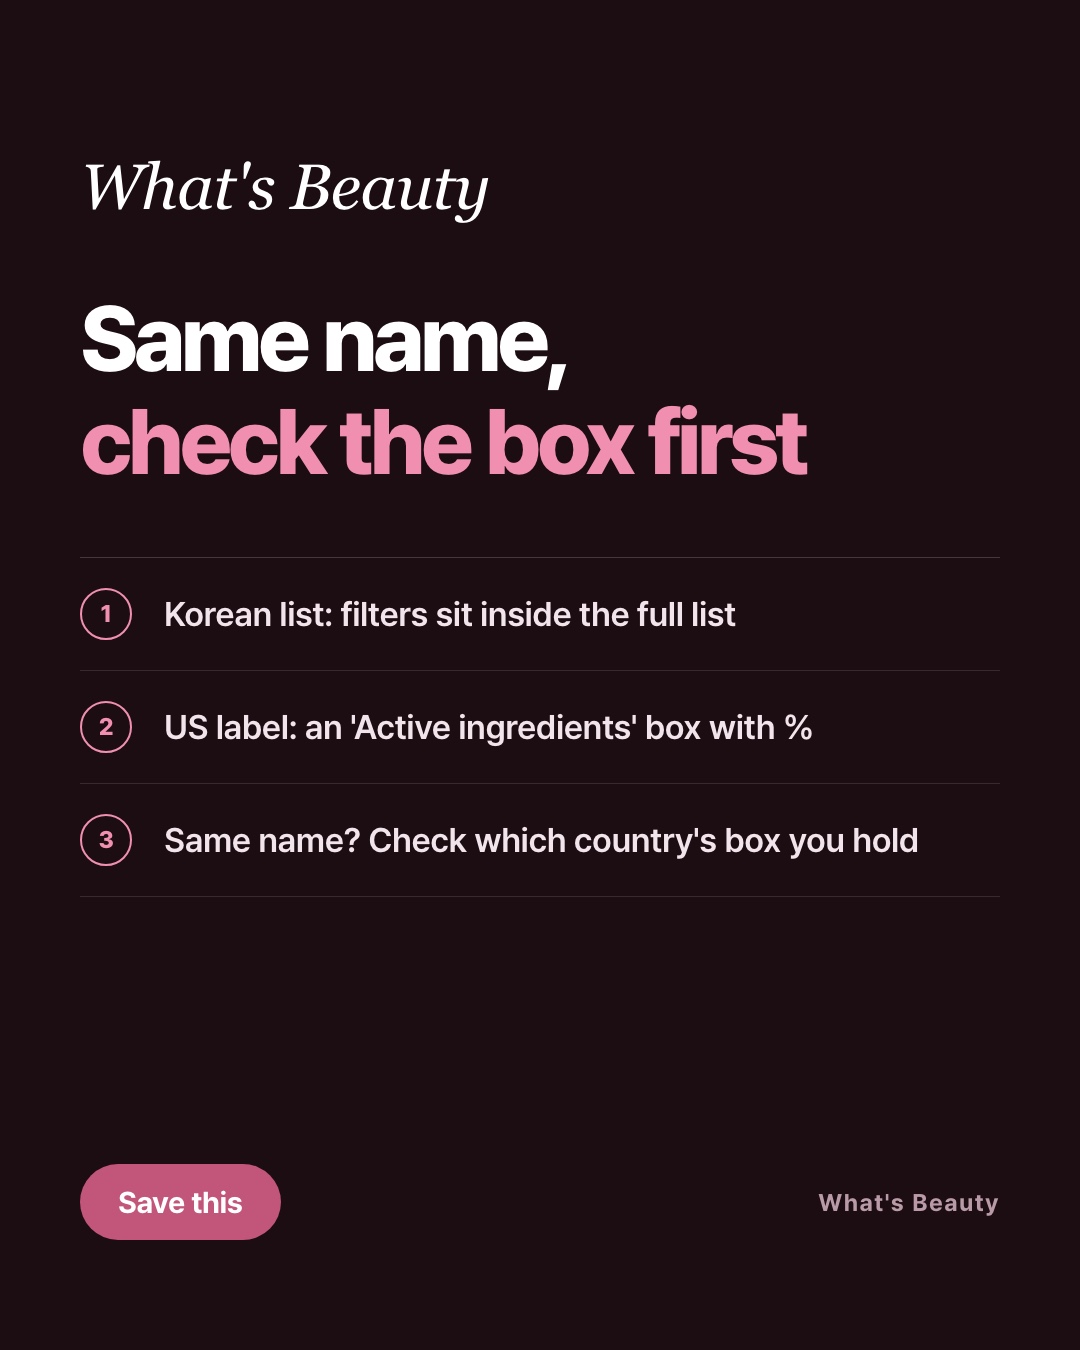 What's Beauty
Same name,
check the box first
1 Korean list: filters sit inside the full list
2 US label: an 'Active ingredients' box with %
3 Same name? Check which country's box you hold
Save this
What's Beauty